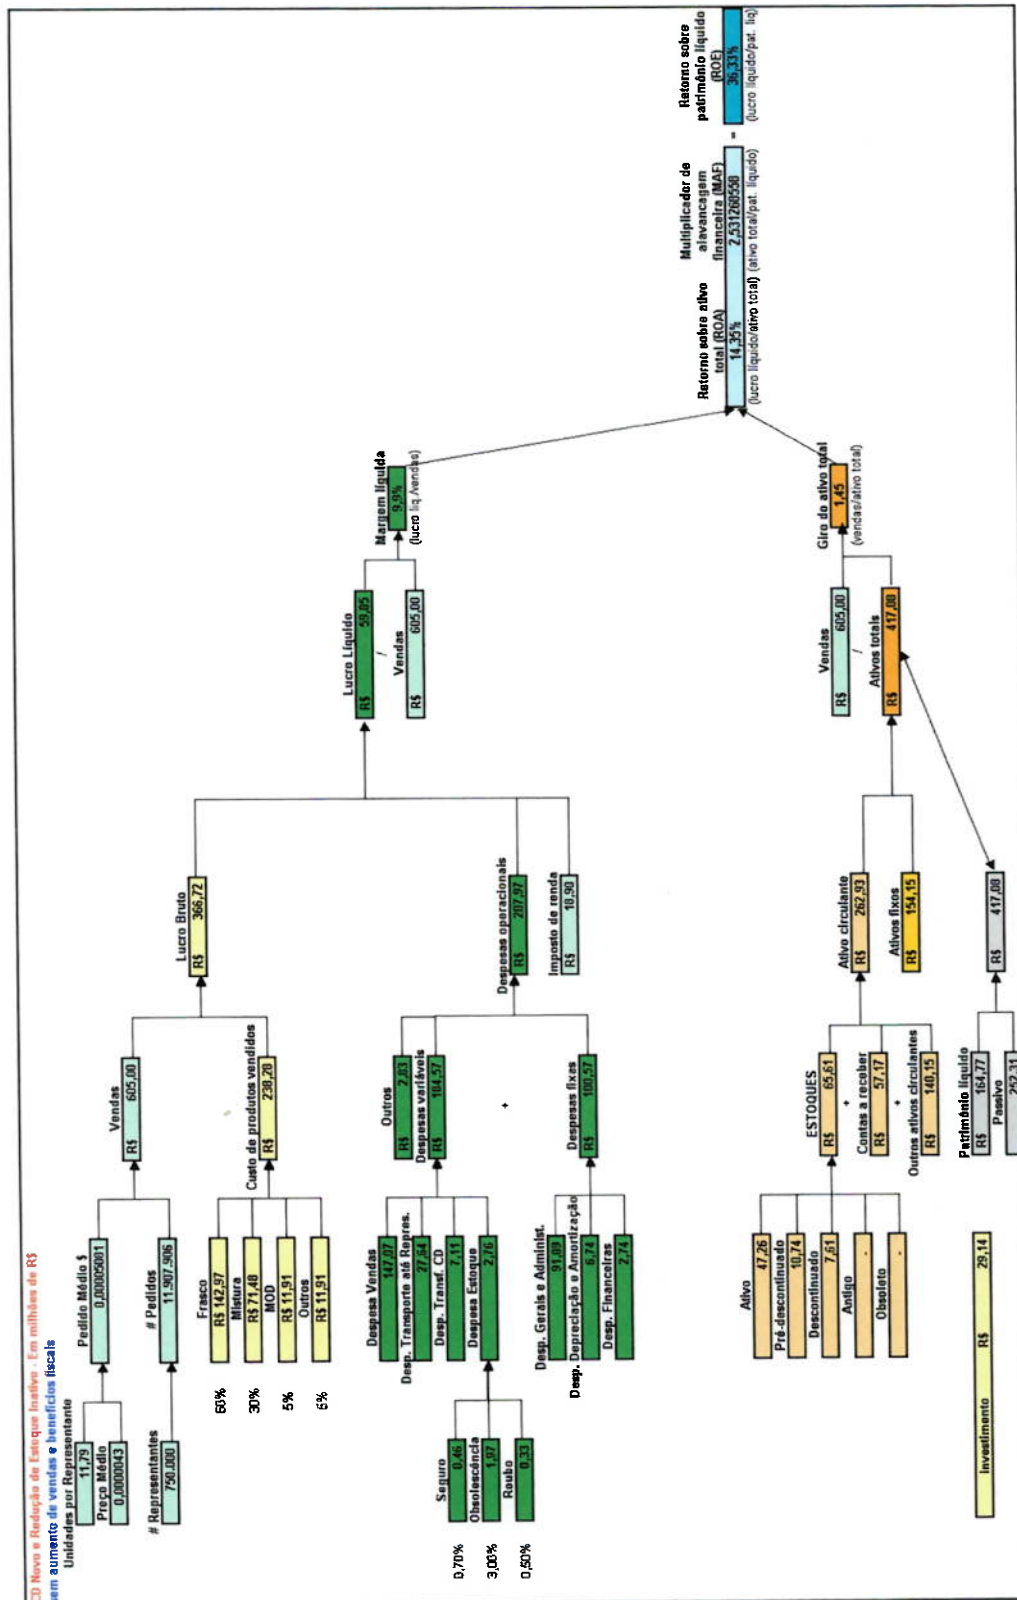 CD Novo e Redução de Estoque Inativo - Em milhões de R$
sem aumento de vendas e benefícios fiscais
Unidades por Representante
11,79
Preço Médio
0,0000043
# Representantes
750.000
Pedido Médio $
0,00005081
# Pedidos
11.907.906
Vendas
R$ 605,00
Frasco
60% R$ 142,97
Mistura
30% R$ 71,48
MOD
5% R$ 11,91
Outros
5% R$ 11,91
Custo de produtos vendidos
R$ 238,28
Lucro Bruto
R$ 366,72
Despesa Vendas
147,07
Desp. Transporte até Repres.
27,64
Desp. Transf. CD
7,11
Despesa Estoque
2,76
Seguro
0,70% 0,46
Obsolescência
3,00% 1,97
Roubo
0,50% 0,33
Outros
R$ 2,83
Despesas variáveis
R$ 184,57
+
Desp. Gerais e Administ.
91,09
Desp. Depreciação e Amortização
6,74
Desp. Financeiras
2,74
Despesas fixas
R$ 100,57
Despesas operacionais
R$ 287,97
Imposto de renda
R$ 18,90
Lucro Líquido
R$ 59,85
/
Vendas
R$ 605,00
Margem líquida
9,9%
(lucro liq./vendas)
Ativo
47,26
Pré-descontinuado
10,74
Descontinuado
7,61
Antigo
-
Obsoleto
-
ESTOQUES
R$ 65,61
+
Contas a receber
R$ 57,17
+
Outros ativos circulantes
R$ 140,15
Ativo circulante
R$ 262,93
Ativos fixos
R$ 154,15
Vendas
R$ 605,00
/
Ativos totais
R$ 417,08
Giro do ativo total
1,45
(vendas/ativo total)
Patrimônio líquido
R$ 164,77
Passivo
252,31
R$ 417,08
Investimento R$ 29,14
Retorno sobre ativo total (ROA)
14,35%
(lucro líquido/ativo total)
Multiplicador de alavancagem financeira (MAF)
2,531260558
(ativo total/pat. líquido)
=
Retorno sobre patrimônio líquido (ROE)
36,33%
(lucro líquido/pat. liq)